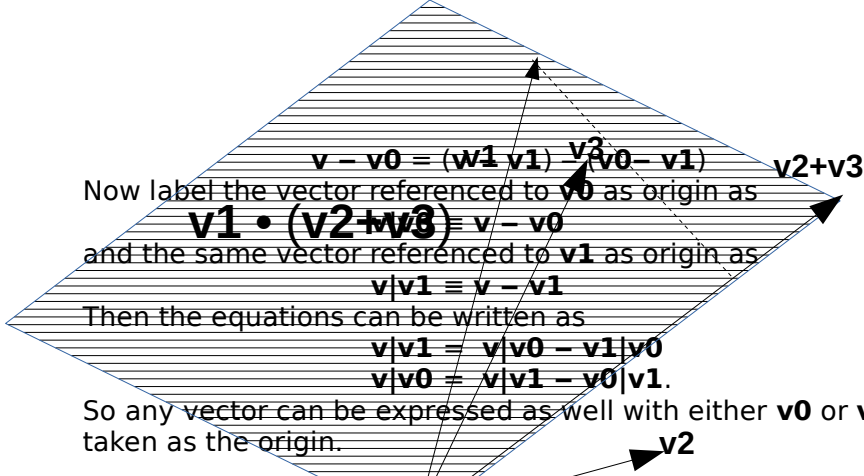 v − v0 = (v − v1) − (v0− v1)
v1
v3
v2+v3
Now label the vector referenced to v0 as origin as
v1 • (v2+v3)
v|v0 ≡ v − v0
and the same vector referenced to v1 as origin as
v|v1 ≡ v − v1
Then the equations can be written as
v|v1 = v|v0 − v1|v0
v|v0 = v|v1 − v0|v1.
So any vector can be expressed as well with either v0 or
taken as the origin.
v2